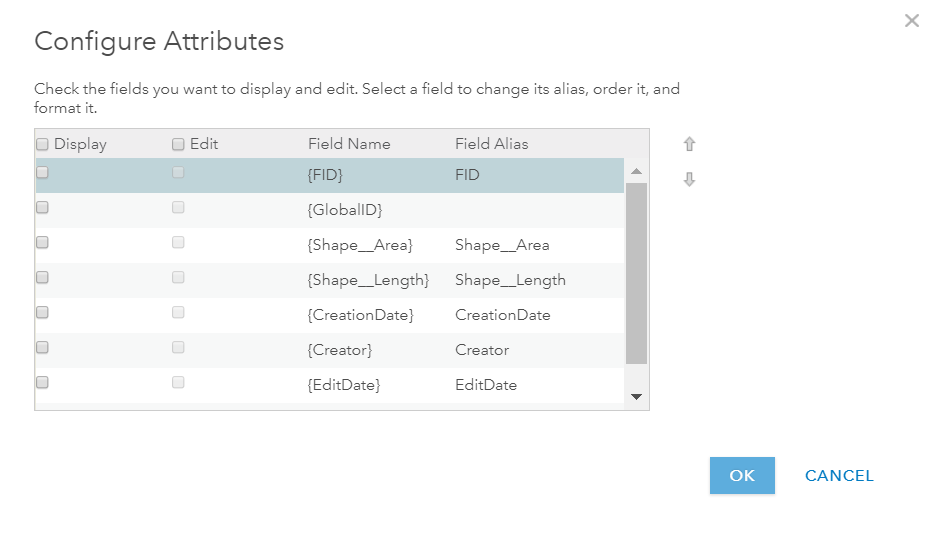 Configure Attributes
Check the fields you want to display and edit. Select a field to change its alias, order it, and
format it.
Display Edit Field Name Field Alias
{FID} FID
{GlobalID}
{Shape__Area} Shape__Area
{Shape__Length} Shape__Length
{CreationDate} CreationDate
{Creator} Creator
{EditDate} EditDate
OK CANCEL